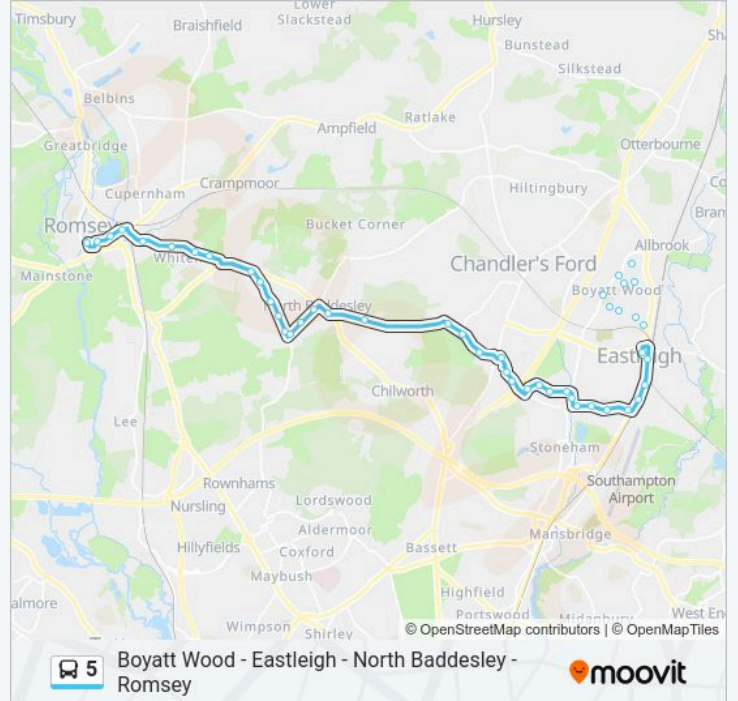 Lower
Slackstead
Timsbury
Braishfield
Hursley
Bunstead
Silkstead
Belbins
Ratlake
Ampfield
Greatbridge
Otterbourne
Crampmoor
Cupernham
Hiltingbury
Romsey
Bucket Corner
Allbrook
Chandler's Ford
Mainstone
Boyatt Wood
North Baddesley
Eastleigh
Chilworth
Lee
Stoneham
Rownhams
Southampton
Airport
Lordswood
Nursling
Aldermoor
Mansbridge
Hillyfields
Coxford
Bassett
Maybush
Highfield
Portswood
Wimpson
Shirley
© OpenStreetMap contributors | © OpenMapTiles
5
Boyatt Wood - Eastleigh - North Baddesley -
Romsey
moovit